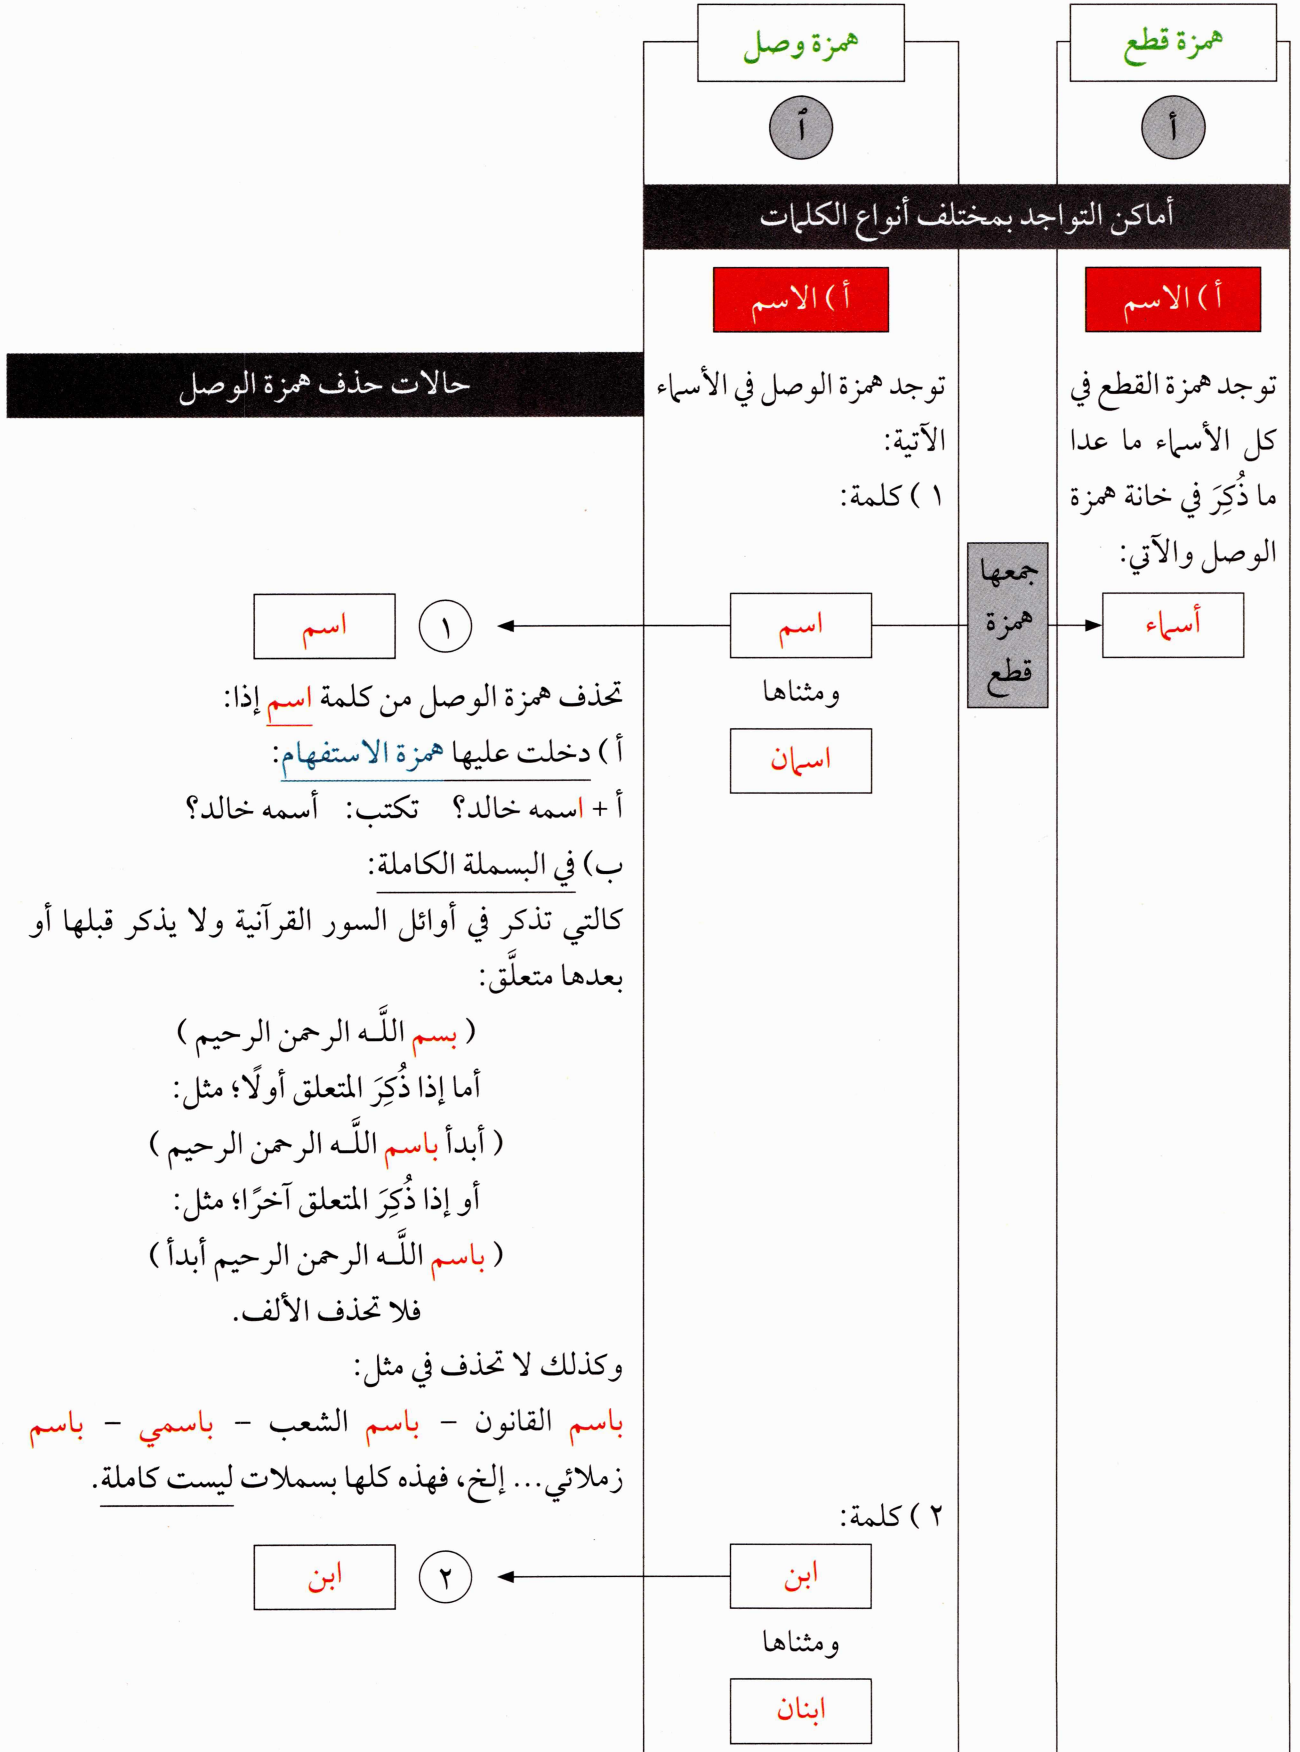 همزة قطع
همزة وصل
أ
ٱ
أماكن التواجد بمختلف أنواع الكلمات
أ ) الاسم
أ ) الاسم
توجد همزة القطع في
كل الأسماء ما عدا
ما ذُكِرَ في خانة همزة
الوصل والآتي:
أسماء
جمعها
همزة
قطع
توجد همزة الوصل في الأسماء
الآتية:
١ ) كلمة:
اسم
ومثناها
اسمان
حالات حذف همزة الوصل
١
اسم
تحذف همزة الوصل من كلمة اسم إذا:
أ ) دخلت عليها همزة الاستفهام:
أ + اسمه خالد؟ تكتب: أسمه خالد؟
ب) في البسملة الكاملة:
كالتي تذكر في أوائل السور القرآنية ولا يذكر قبلها أو
بعدها متعلَّق:
( بسم اللَّـه الرحمن الرحيم )
أما إذا ذُكِرَ المتعلق أولًا؛ مثل:
( أبدأ باسم اللَّـه الرحمن الرحيم )
أو إذا ذُكِرَ المتعلق آخرًا؛ مثل:
( باسم اللَّـه الرحمن الرحيم أبدأ )
فلا تحذف الألف.
وكذلك لا تحذف في مثل:
باسم القانون – باسم الشعب – باسمي – باسم
زملائي... إلخ، فهذه كلها بسملات ليست كاملة.
٢ ) كلمة:
ابن
٢
ابن
ومثناها
ابنان